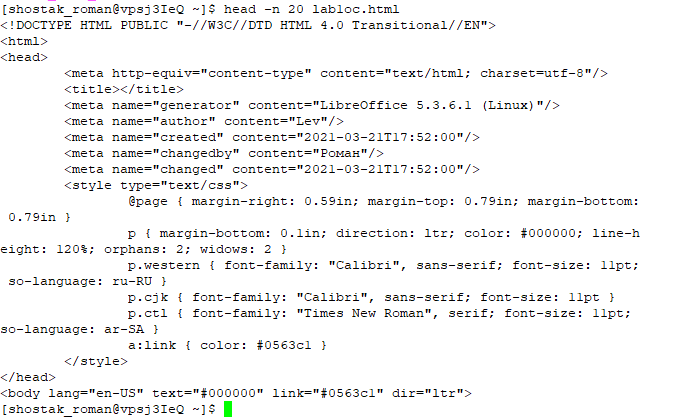 [shostak_roman@vpsj3IeQ ~]$ head -n 20 lab1oc.html
<!DOCTYPE HTML PUBLIC "-//W3C//DTD HTML 4.0 Transitional//EN">
<html>
<head>
        <meta http-equiv="content-type" content="text/html; charset=utf-8"/>
        <title></title>
        <meta name="generator" content="LibreOffice 5.3.6.1 (Linux)"/>
        <meta name="author" content="Lev"/>
        <meta name="created" content="2021-03-21T17:52:00"/>
        <meta name="changedby" content="Роман"/>
        <meta name="changed" content="2021-03-21T17:52:00"/>
        <style type="text/css">
                @page { margin-right: 0.59in; margin-top: 0.79in; margin-bottom:
 0.79in }
                p { margin-bottom: 0.1in; direction: ltr; color: #000000; line-h
eight: 120%; orphans: 2; widows: 2 }
                p.western { font-family: "Calibri", sans-serif; font-size: 11pt;
 so-language: ru-RU }
                p.cjk { font-family: "Calibri", sans-serif; font-size: 11pt }
                p.ctl { font-family: "Times New Roman", serif; font-size: 11pt; 
so-language: ar-SA }
                a:link { color: #0563c1 }
        </style>
</head>
<body lang="en-US" text="#000000" link="#0563c1" dir="ltr">
[shostak_roman@vpsj3IeQ ~]$